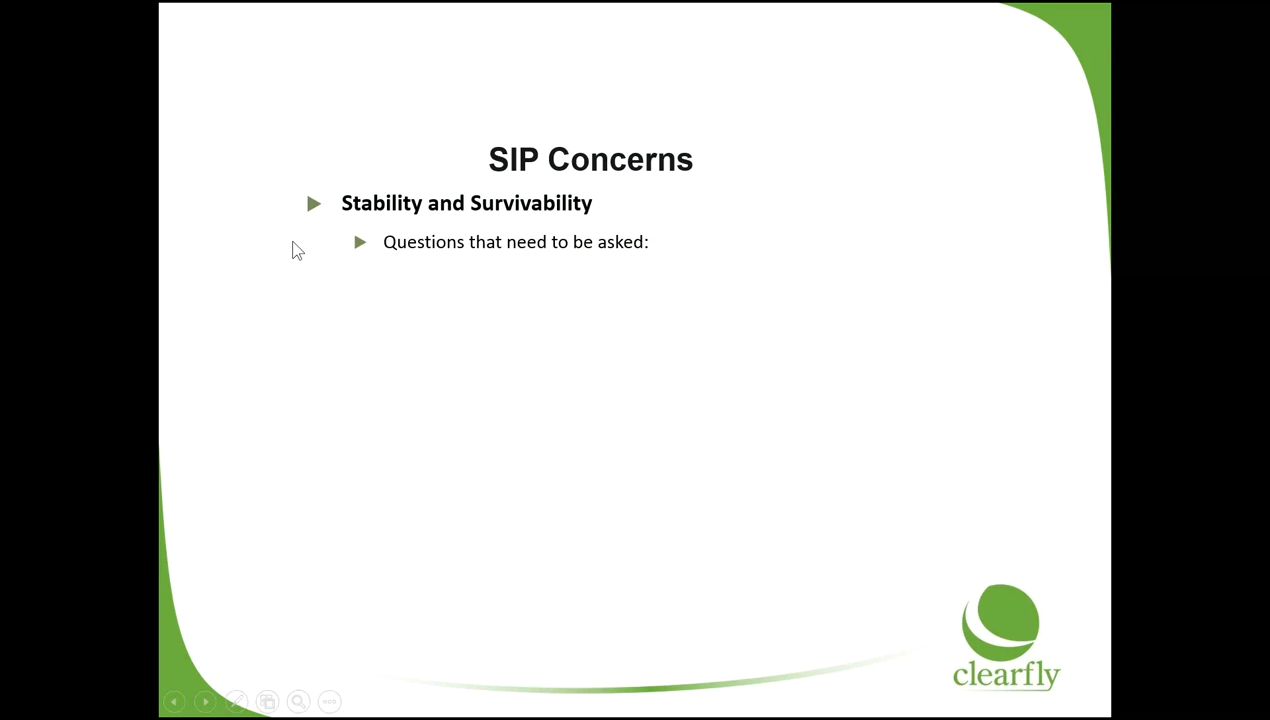 SIP Concerns
Stability and Survivability
Questions that need to be asked:
clearfly